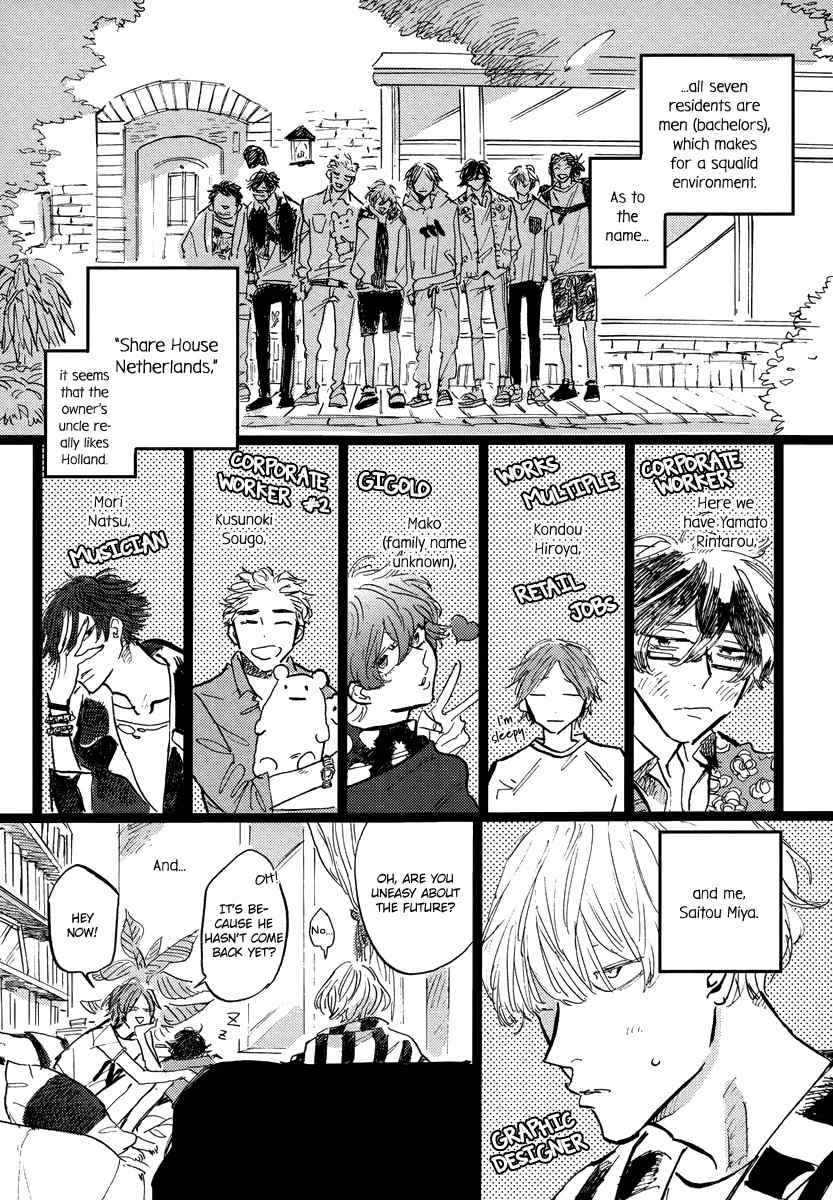 ...all seven
residents are
men (bachelors),
which makes
for a squalid
environment.
As to
the
name...
"Share House
Netherlands,"
it seems
that the
owner's
uncle re-
ally likes
Holland.
CORPORATE
WORKER
Here we
have Yamato
Rintarou,
WORKS
MULTIPLE
Kondou
Hiroya,
RETAIL
JOBS
I'm
sleepy
GIGOLO
Mako
(family name
unknown),
CORPORATE
WORKER #2
Kusunoki
Sougo,
Mori
Natsu,
MUSICIAN
and me,
Saitou Miya.
GRAPHIC
DESIGNER
OH, ARE YOU
UNEASY ABOUT
THE FUTURE?
No...
And...
OH!
IT'S BE-
CAUSE HE
HASN'T COME
BACK YET?
HEY
NOW!
Z
Z